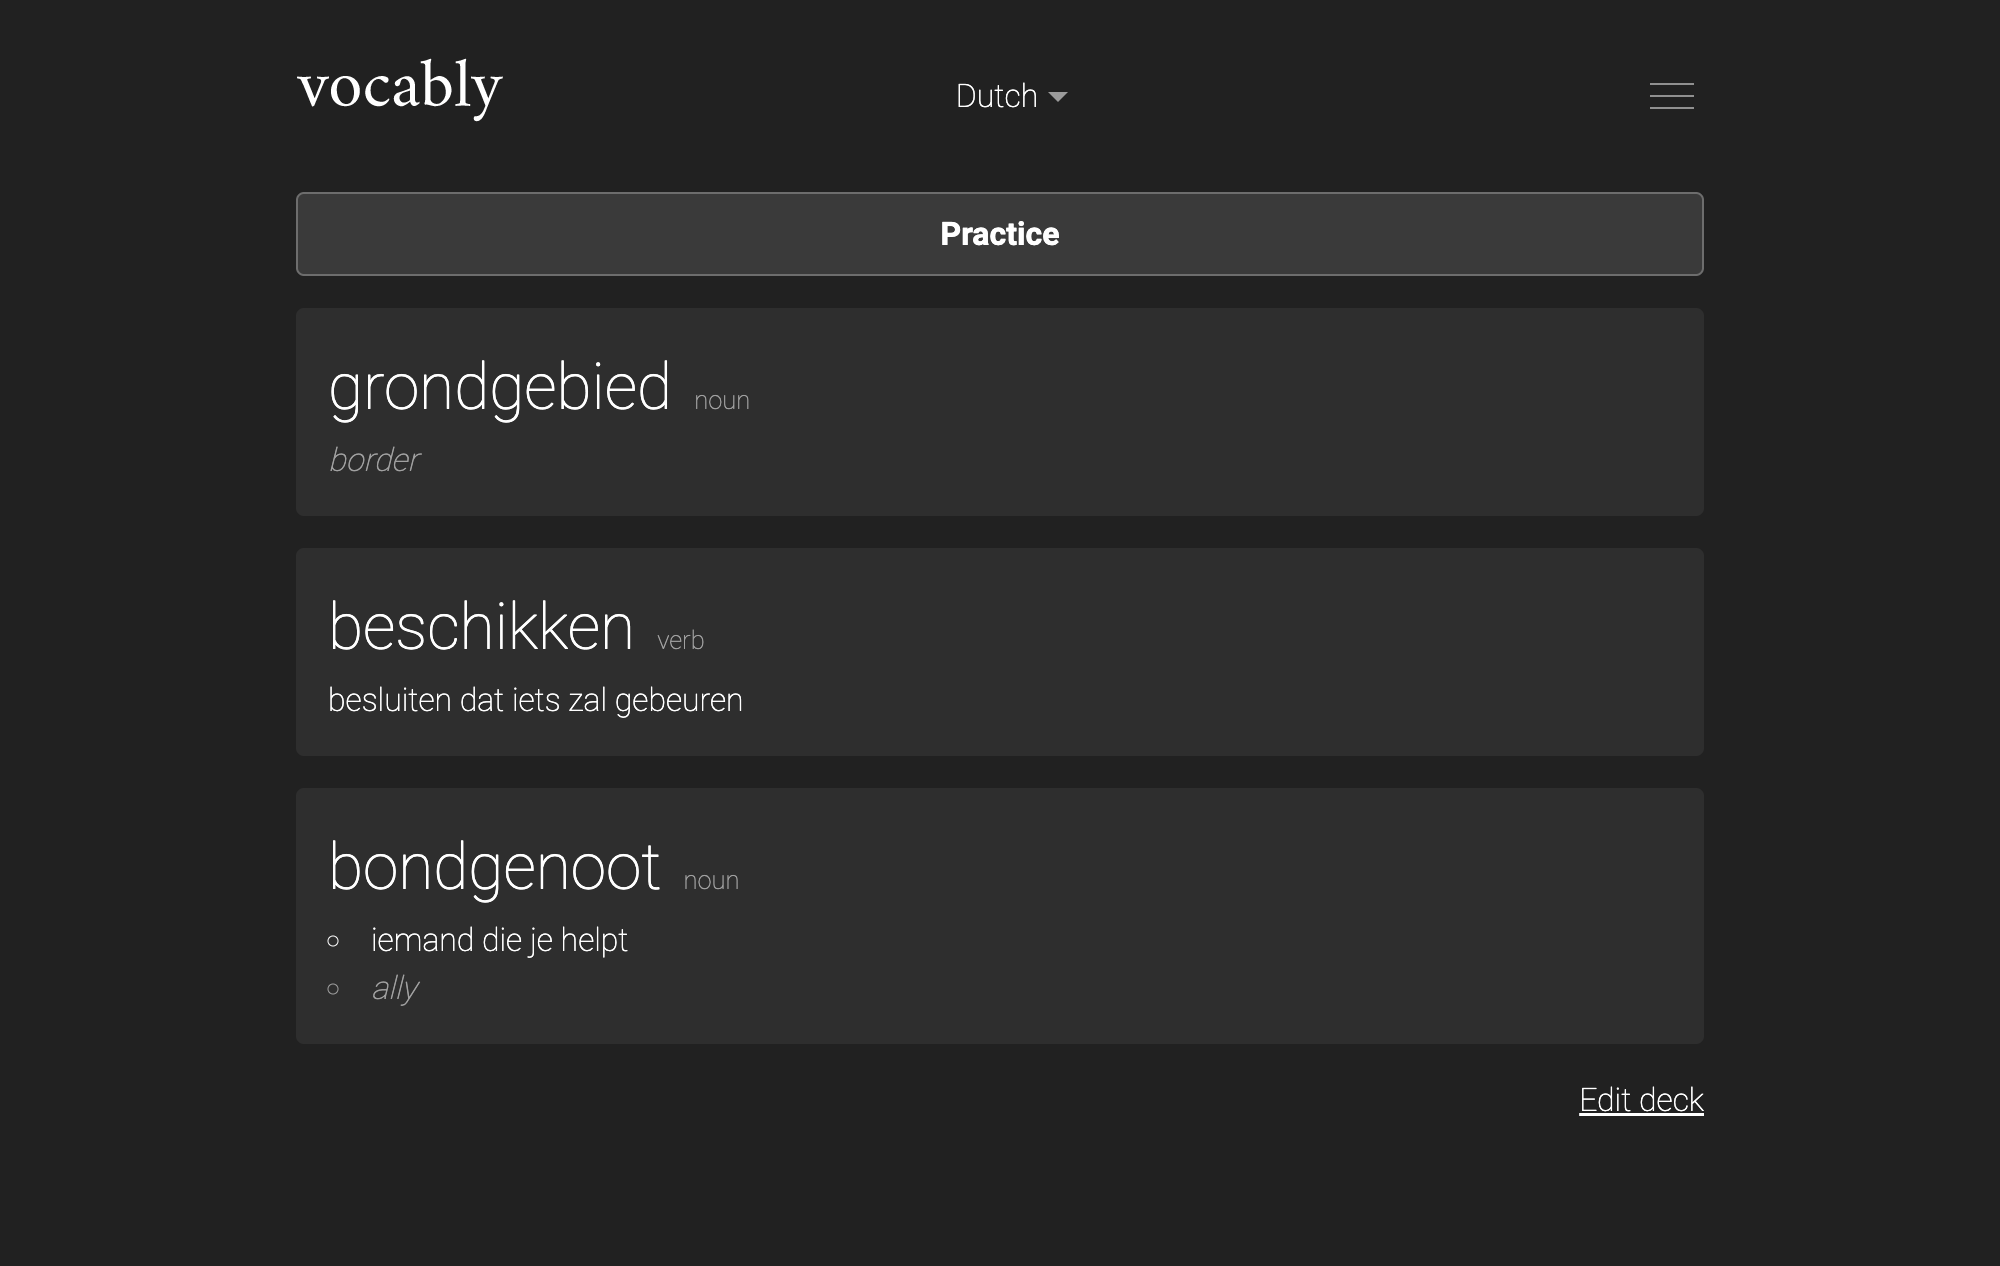 vocably
Dutch
Practice
grondgebied noun
border
beschikken verb
besluiten dat iets zal gebeuren
bondgenoot noun
iemand die je helpt
ally
Edit deck